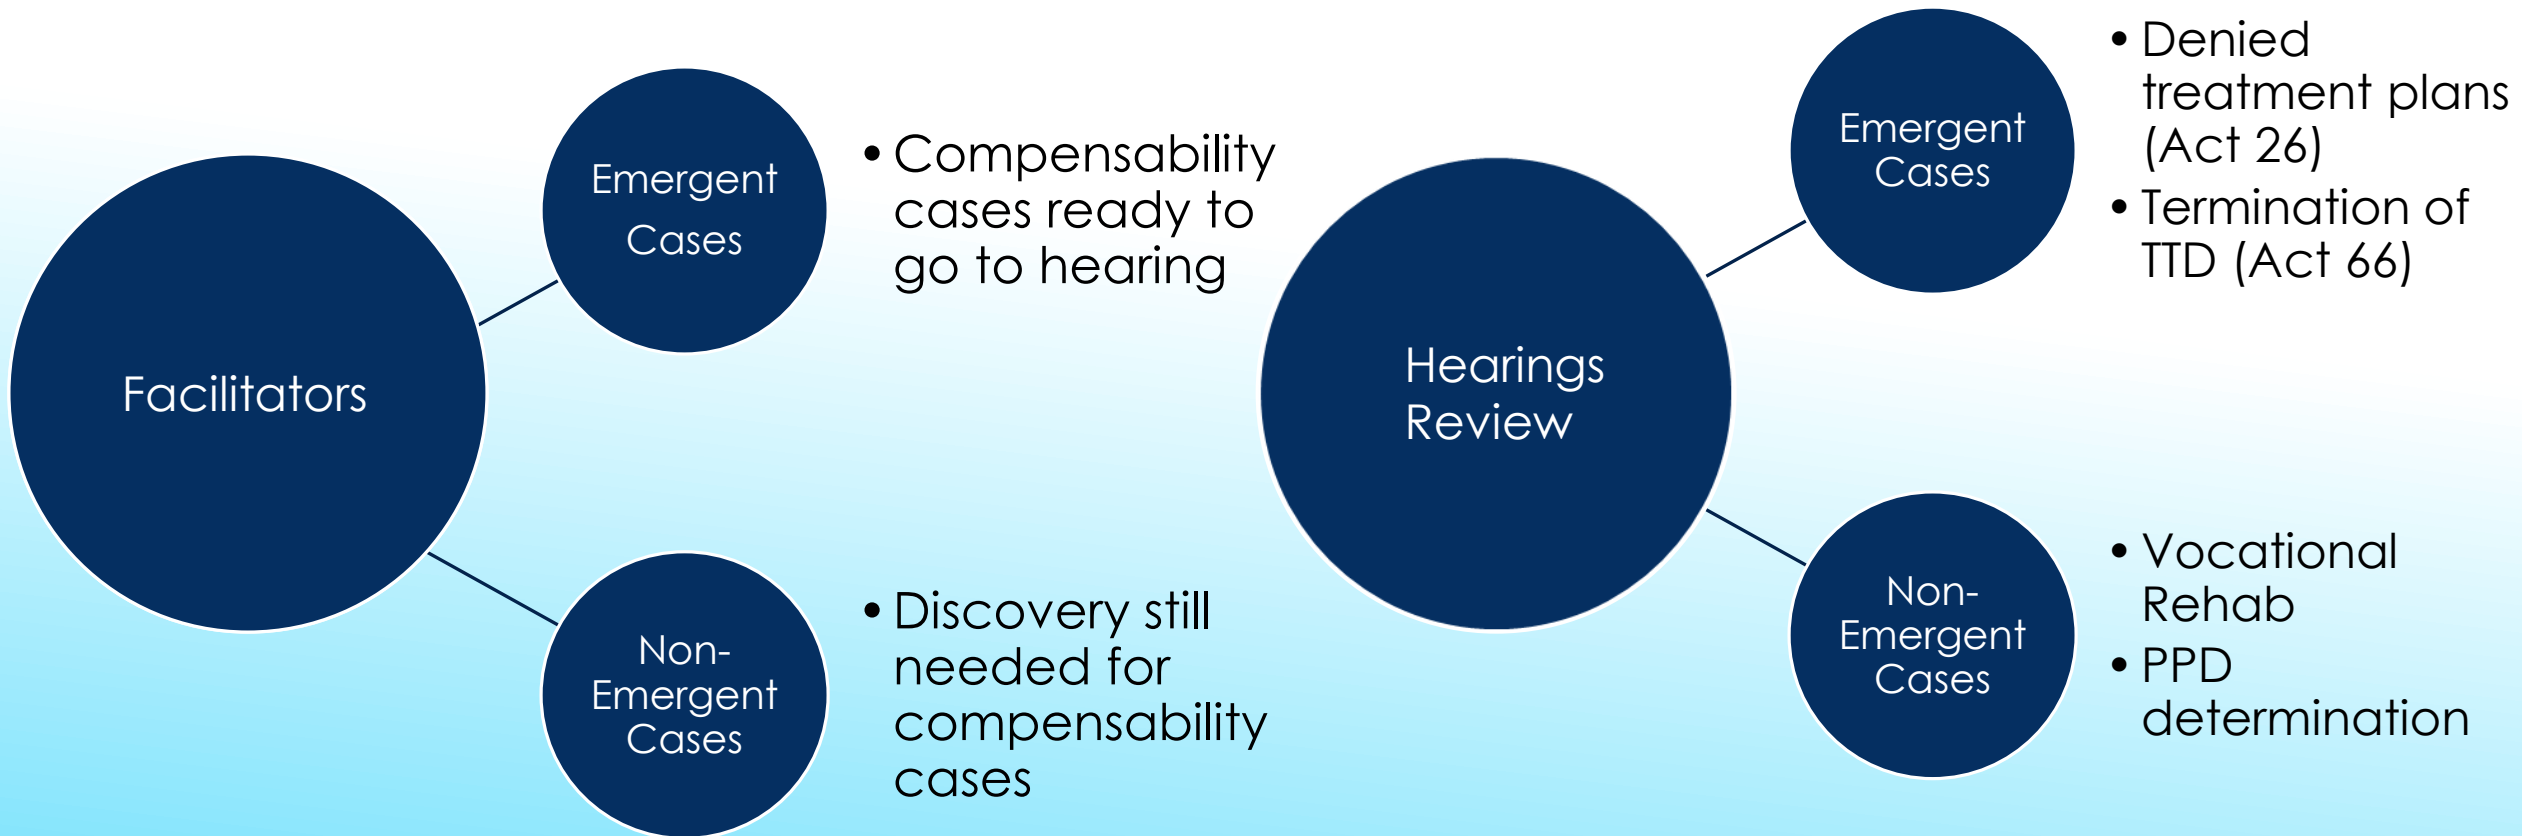 Facilitators
Emergent
Cases
• Compensability
cases ready to
go to hearing
Non-
Emergent
Cases
• Discovery still
needed for
compensability
cases
Hearings
Review
Emergent
Cases
• Denied
treatment plans
(Act 26)
• Termination of
TTD (Act 66)
Non-
Emergent
Cases
• Vocational
Rehab
• PPD
determination